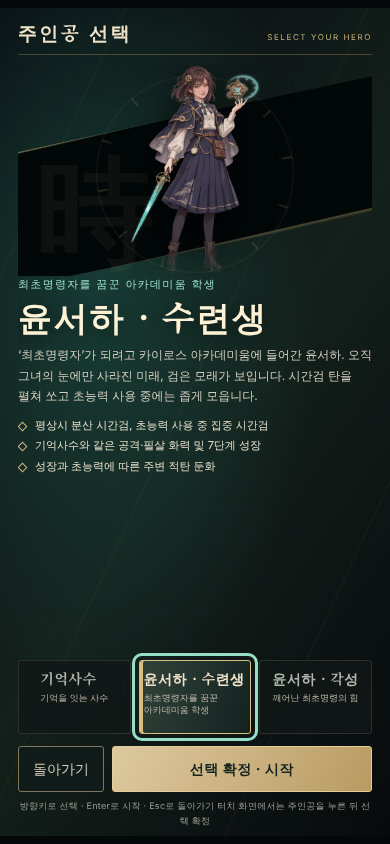 주인공 선택
SELECT YOUR HERO
時
최초명령자를 꿈꾼 아카데미움 학생
윤서하 · 수련생
‘최초명령자’가 되려고 카이로스 아카데미움에 들어간 윤서하. 오직
그녀의 눈에만 사라진 미래, 검은 모래가 보입니다. 시간검 탄을
펼쳐 쏘고 초능력 사용 중에는 좁게 모읍니다.
◇ 평상시 분산 시간검, 초능력 사용 중 집중 시간검
◇ 기억사수와 같은 공격·필살 화력 및 7단계 성장
◇ 성장과 초능력에 따른 주변 적탄 둔화
기억사수
기억을 잇는 사수
윤서하 · 수련생
최초명령자를 꿈꾼
아카데미움 학생
윤서하 · 각성
깨어난 최초명령의 힘
돌아가기
선택 확정 · 시작
방향키로 선택 · Enter로 시작 · Esc로 돌아가기 터치 화면에서는 주인공을 누른 뒤 선
택 확정